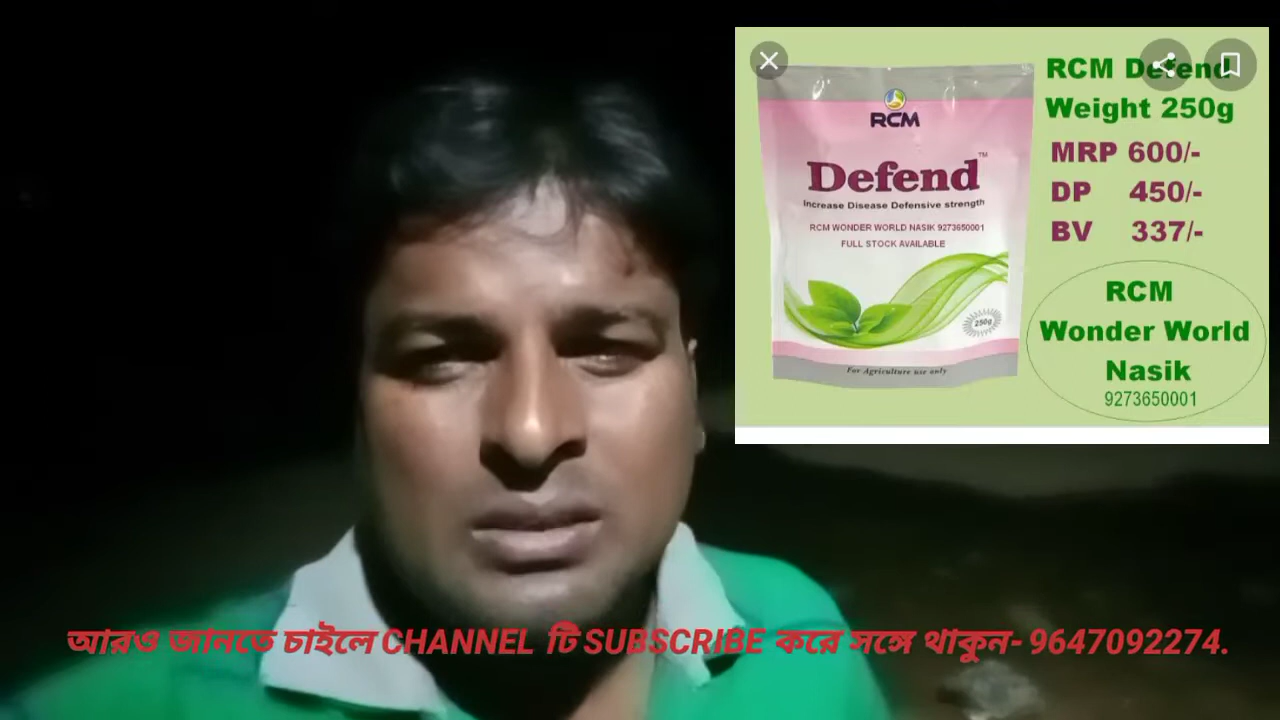 RCM Defend
Weight 250g
MRP 600/-
DP 450/-
BV 337/-
RCM
Defend™
Increase Disease Defensive strength
RCM WONDER WORLD NASIK 9273650001
FULL STOCK AVAILABLE
250g
For Agriculture use only
RCM
Wonder World
Nasik
9273650001
আরও জানতে চাইলে CHANNEL টি SUBSCRIBE করে সঙ্গে থাকুন- 9647092274.